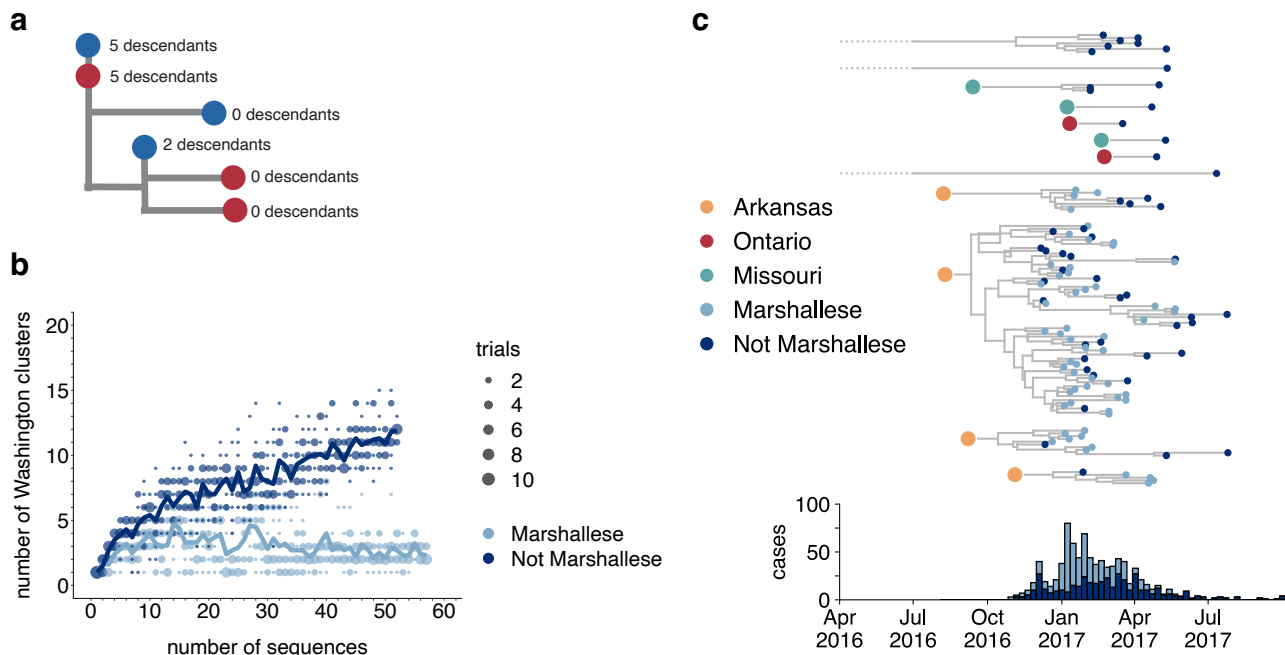 a
5 descendants
5 descendants
0 descendants
2 descendants
0 descendants
0 descendants
b
number of Washington clusters
20
15
10
5
0
0 10 20 30 40 50 60
number of sequences
trials
2
4
6
8
10
Marshallese
Not Marshallese
c
Arkansas
Ontario
Missouri
Marshallese
Not Marshallese
cases
100
50
0
Apr Jul Oct Jan Apr Jul
2016 2016 2016 2017 2017 2017